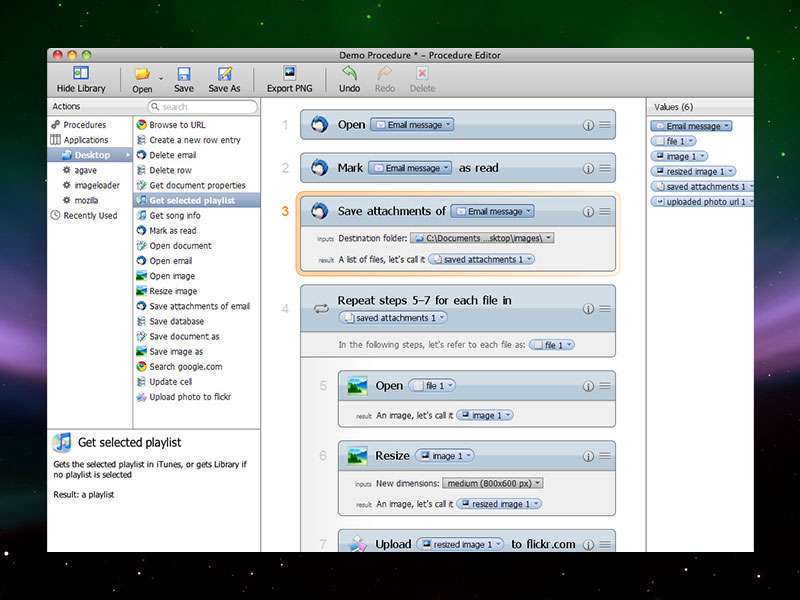 Demo Procedure * – Procedure Editor
Hide Library
Open
Save
Save As
Export PNG
Undo
Redo
Delete
Actions
search
Procedures
Applications
Desktop
agave
imageloader
mozilla
Recently Used
Browse to URL
Create a new row entry
Delete email
Delete row
Get document properties
Get selected playlist
Get song info
Mark as read
Open document
Open email
Open image
Resize image
Save attachments of email
Save database
Save document as
Save image as
Search google.com
Update cell
Upload photo to flickr
Get selected playlist
Gets the selected playlist in iTunes, or gets Library if
no playlist is selected
Result: a playlist
1 Open Email message
2 Mark Email message as read
3 Save attachments of Email message
inputs Destination folder: C:\Documents ...sktop\images\
result A list of files, let's call it saved attachments 1
4 Repeat steps 5–7 for each file in
saved attachments 1
In the following steps, let's refer to each file as: file 1
5 Open file 1
result An image, let's call it image 1
6 Resize image 1
inputs New dimensions: medium (800x600 px)
result An image, let's call it resized image 1
7 Upload resized image 1 to flickr.com
Values (6)
Email message
file 1
image 1
resized image 1
saved attachments 1
uploaded photo url 1